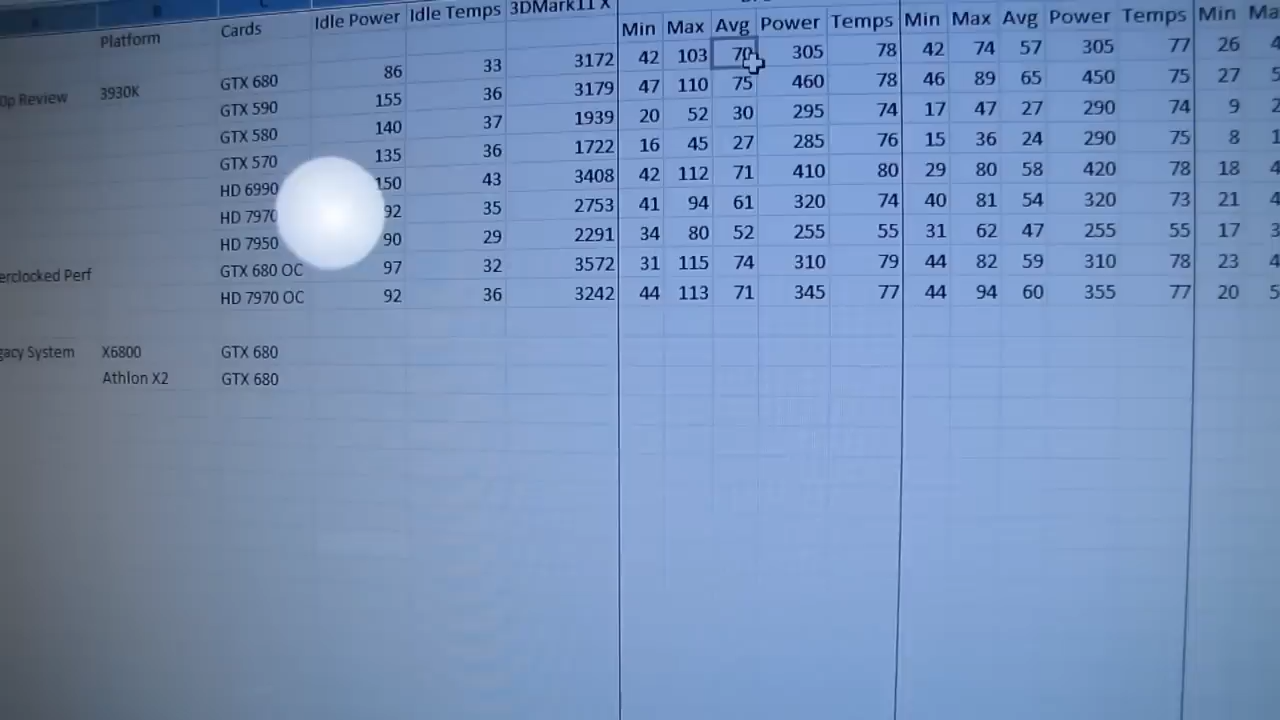 Platform Cards Idle Power Idle Temps 3DMark11 X Min Max Avg Power Temps Min Max Avg Power Temps Min
Review 3930K GTX 680 86 33 3172 42 103 70 305 78 42 74 57 305 77 26
GTX 590 155 36 3179 47 110 75 460 78 46 89 65 450 75 27
GTX 580 140 37 1939 20 52 30 295 74 17 47 27 290 74 9
GTX 570 135 36 1722 16 45 27 285 76 15 36 24 290 75 8
HD 6990 150 43 3408 42 112 71 410 80 29 80 58 420 78 18
HD 7970 92 35 2753 41 94 61 320 74 40 81 54 320 73 21
HD 7950 90 29 2291 34 80 52 255 55 31 62 47 255 55 17
erclocked Perf GTX 680 OC 97 32 3572 31 115 74 310 79 44 82 59 310 78 23
HD 7970 OC 92 36 3242 44 113 71 345 77 44 94 60 355 77 20
gacy System X6800 GTX 680
Athlon X2 GTX 680